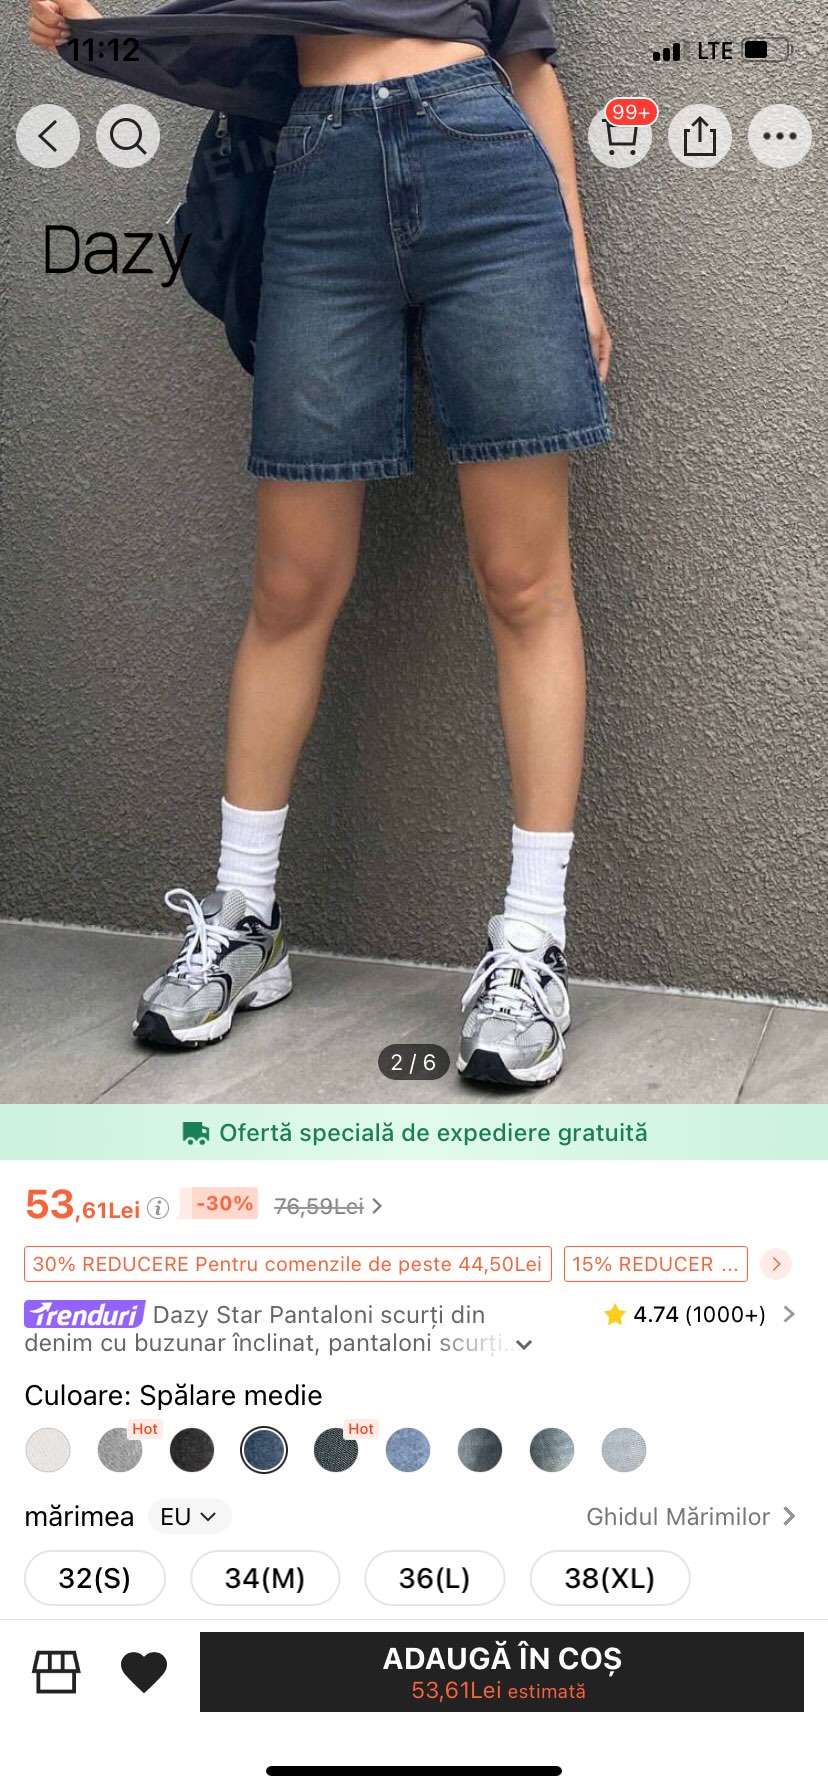 11:12
LTE
99+
EIN
Dazy
2 / 6
Ofertă specială de expediere gratuită
53,61Lei -30% 76,59Lei
30% REDUCERE Pentru comenzile de peste 44,50Lei 15% REDUCER ...
Trenduri Dazy Star Pantaloni scurți din 4.74 (1000+)
denim cu buzunar înclinat, pantaloni scurți...
Culoare: Spălare medie
Hot Hot
mărimea EU Ghidul Mărimilor
32(S) 34(M) 36(L) 38(XL)
ADAUGĂ ÎN COȘ
53,61Lei estimată